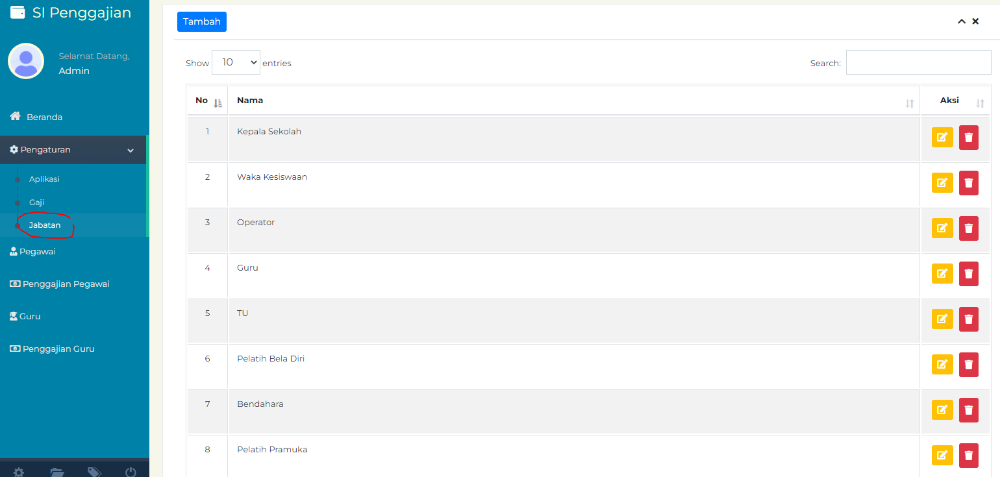 SI Penggajian
Selamat Datang,
Admin
Beranda
Pengaturan
Aplikasi
Gaji
Jabatan
Pegawai
Penggajian Pegawai
Guru
Penggajian Guru
Tambah
Show 10 entries
Search:
No Nama Aksi
1 Kepala Sekolah
2 Waka Kesiswaan
3 Operator
4 Guru
5 TU
6 Pelatih Bela Diri
7 Bendahara
8 Pelatih Pramuka